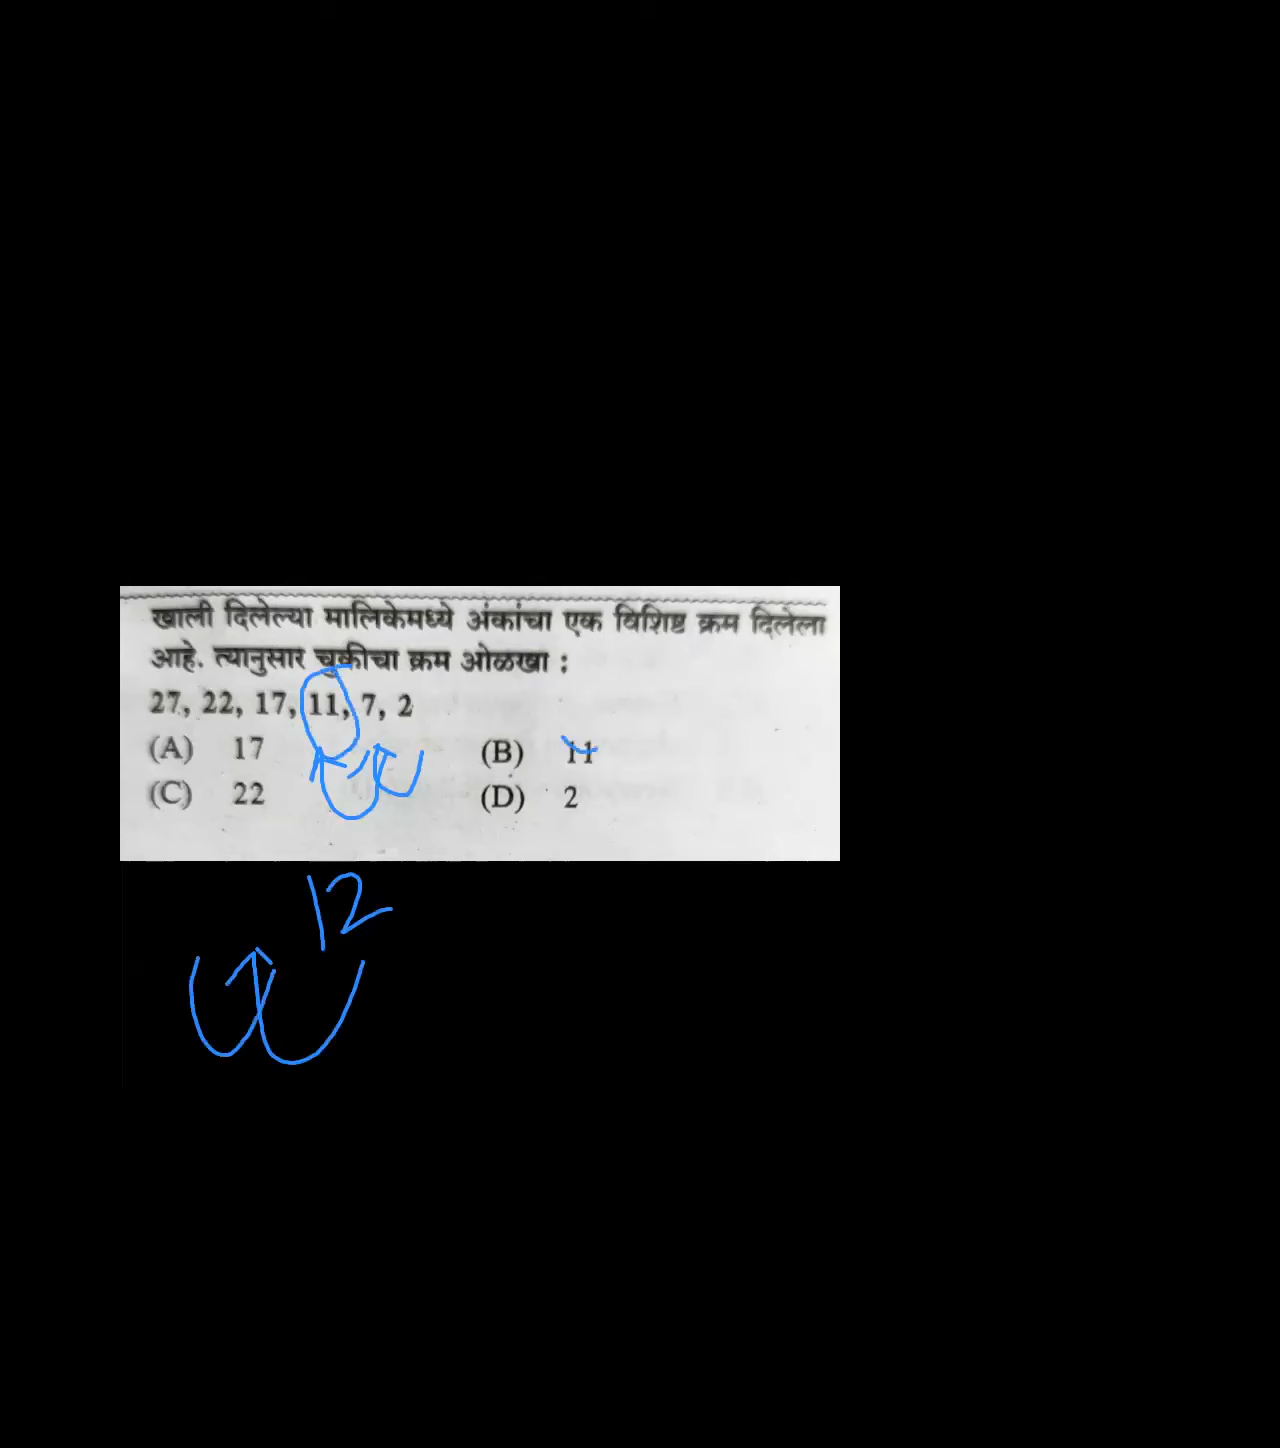 खाली दिलेल्या मालिकेमध्ये अंकांचा एक विशिष्ट क्रम दिलेला
आहे. त्यानुसार चुकीचा क्रम ओळखा :
27, 22, 17, 11, 7, 2
(A) 17 (B) 11
(C) 22 (D) 2
12